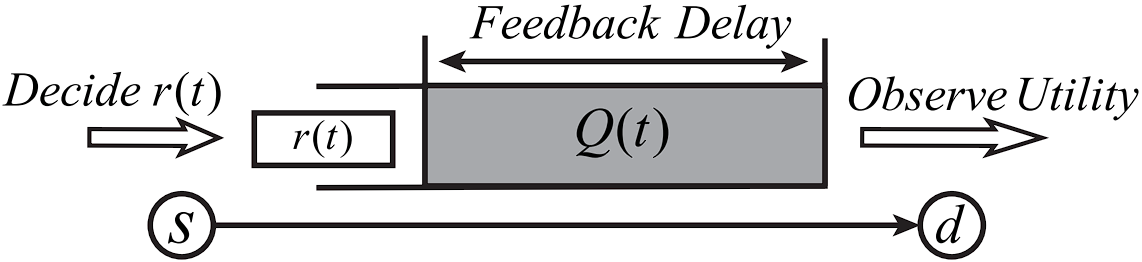 Feedback Delay
Decide r(t)
r(t)
Q(t)
Observe Utility
s
d